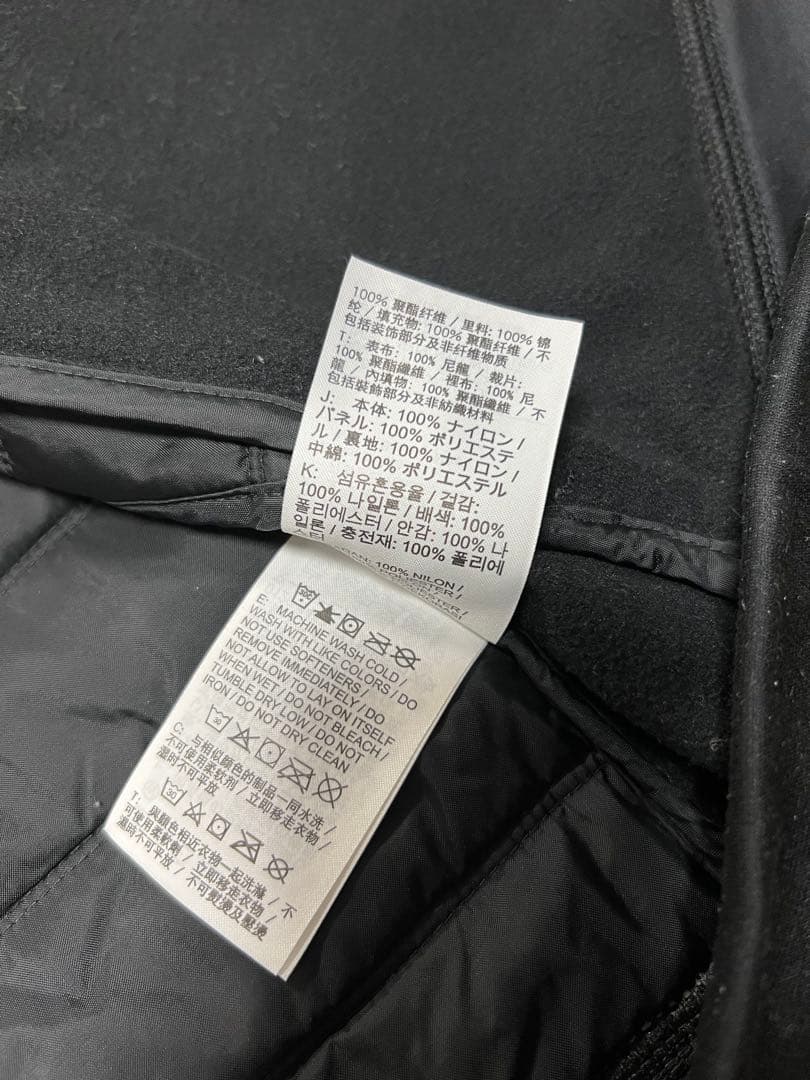 100% 聚酯纤维 / 里料: 100% 锦
纶 / 填充物: 100% 聚酯纤维 / 不
包括装饰部分及非纤维物质
T: 表布: 100% 尼龍 / 裁片:
100% 聚酯纖維 / 裡布: 100% 尼
龍 / 內填物: 100% 聚酯纖維 / 不
包括裝飾部分及非紡織材料
J: 本体: 100% ナイロン /
パネル: 100% ポリエステ
ル / 裏地: 100% ナイロン /
中綿: 100% ポリエステル
K: 섬유혼용율 / 겉감:
100% 나일론 / 배색: 100%
폴리에스터 / 안감: 100% 나
일론 / 충전재: 100% 폴리에
스터
100% NILON /
E: MACHINE WASH COLD /
WASH WITH LIKE COLORS / DO
NOT USE SOFTENERS /
REMOVE IMMEDIATELY / DO
NOT ALLOW TO LAY ON ITSELF
WHEN WET / DO NOT BLEACH /
TUMBLE DRY LOW / DO NOT
IRON / DO NOT DRY CLEAN
30
C: 与相似颜色的制品一同水洗 /
不可使用柔软剂 / 立即移走衣物 /
湿时不可平放
30
T: 與顏色相近衣物一起洗滌 / 不
可使用柔軟劑 / 立即移走衣物 /
濕時不可平放 / 不可熨燙及壓燙